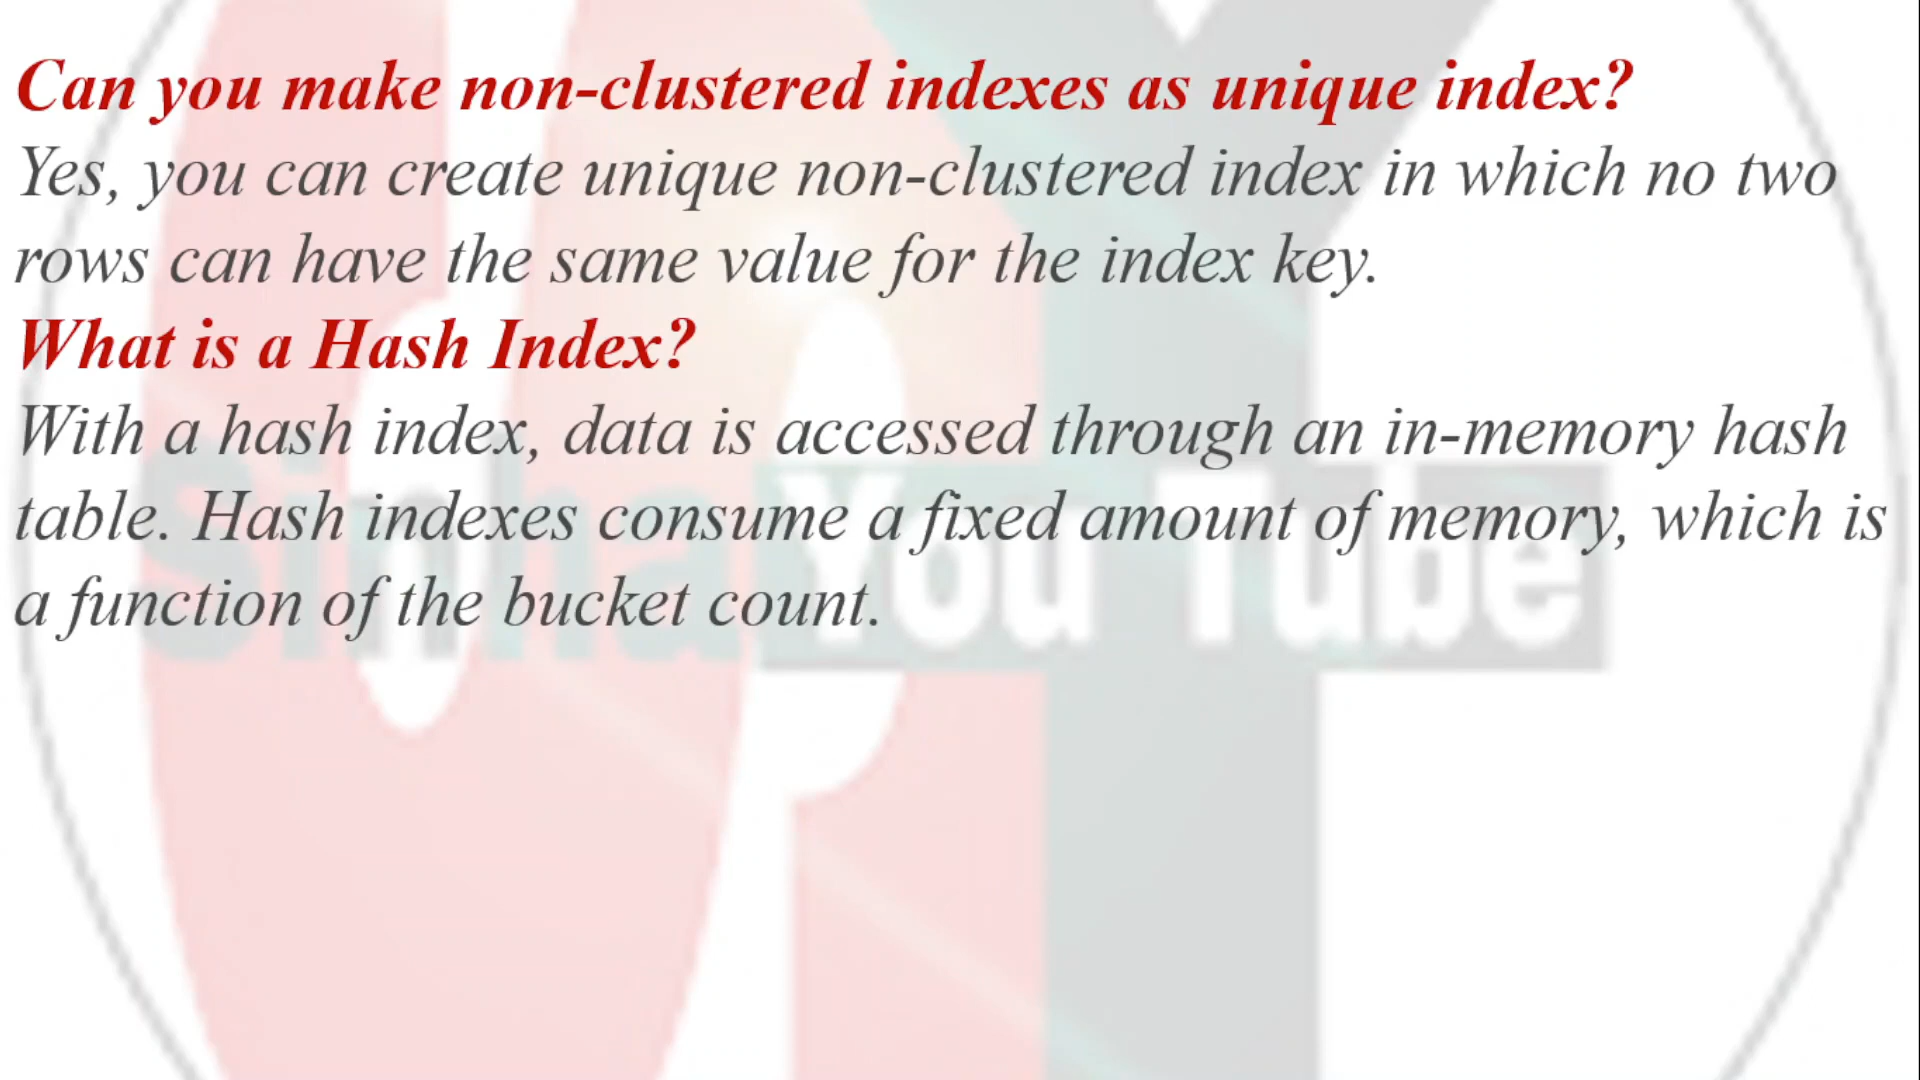 Can you make non-clustered indexes as unique index?
Yes, you can create unique non-clustered index in which no two
rows can have the same value for the index key.
What is a Hash Index?
With a hash index, data is accessed through an in-memory hash
table. Hash indexes consume a fixed amount of memory, which is
a function of the bucket count.
Sinha You Tube